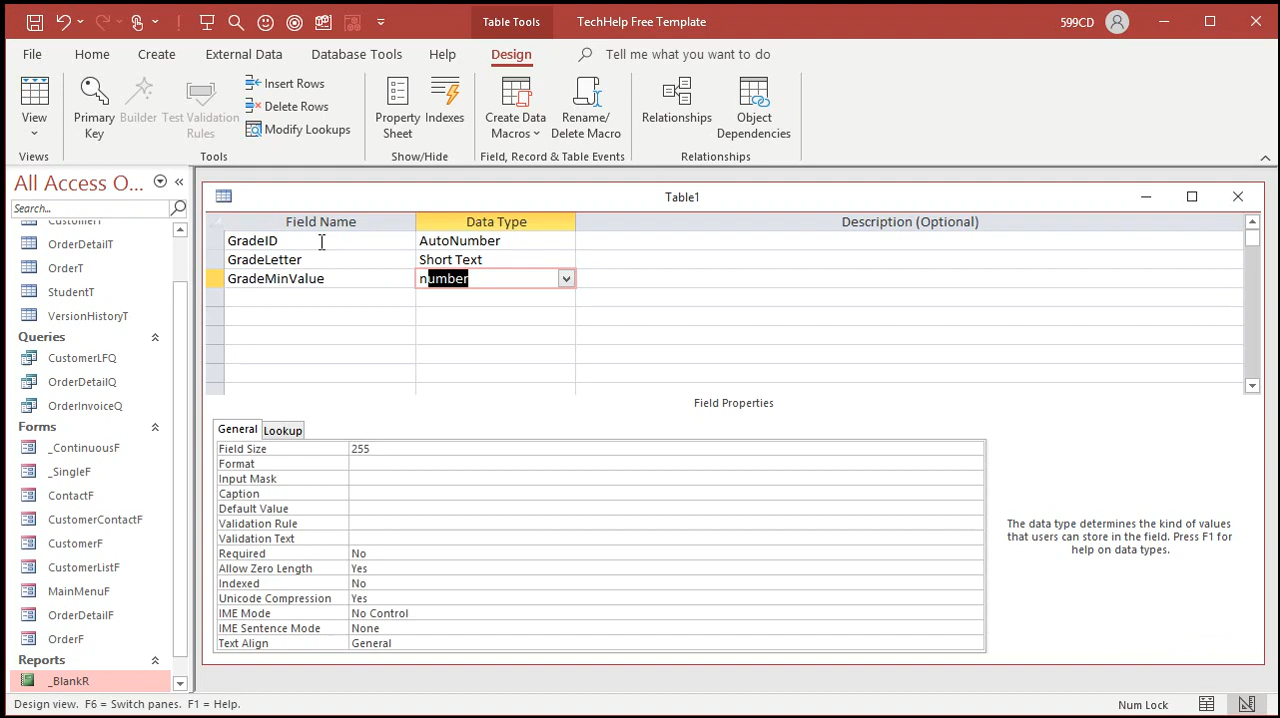 Table Tools
TechHelp Free Template
599CD
File
Home
Create
External Data
Database Tools
Help
Design
Tell me what you want to do
View
Primary Key
Builder
Test Validation Rules
Insert Rows
Delete Rows
Modify Lookups
Property Sheet
Indexes
Create Data Macros
Rename/ Delete Macro
Relationships
Object Dependencies
Views
Tools
Show/Hide
Field, Record & Table Events
Relationships
All Access O...
Search...
CustomerT
OrderDetailT
OrderT
StudentT
VersionHistoryT
Queries
CustomerLFQ
OrderDetailQ
OrderInvoiceQ
Forms
_ContinuousF
_SingleF
ContactF
CustomerContactF
CustomerF
CustomerListF
MainMenuF
OrderDetailF
OrderF
Reports
_BlankR
Table1
Field Name Data Type Description (Optional)
GradeID AutoNumber
GradeLetter Short Text
GradeMinValue number
Field Properties
General Lookup
Field Size 255
Format
Input Mask
Caption
Default Value
Validation Rule
Validation Text
Required No
Allow Zero Length Yes
Indexed No
Unicode Compression Yes
IME Mode No Control
IME Sentence Mode None
Text Align General
The data type determines the kind of values
that users can store in the field. Press F1 for
help on data types.
Design view. F6 = Switch panes. F1 = Help.
Num Lock